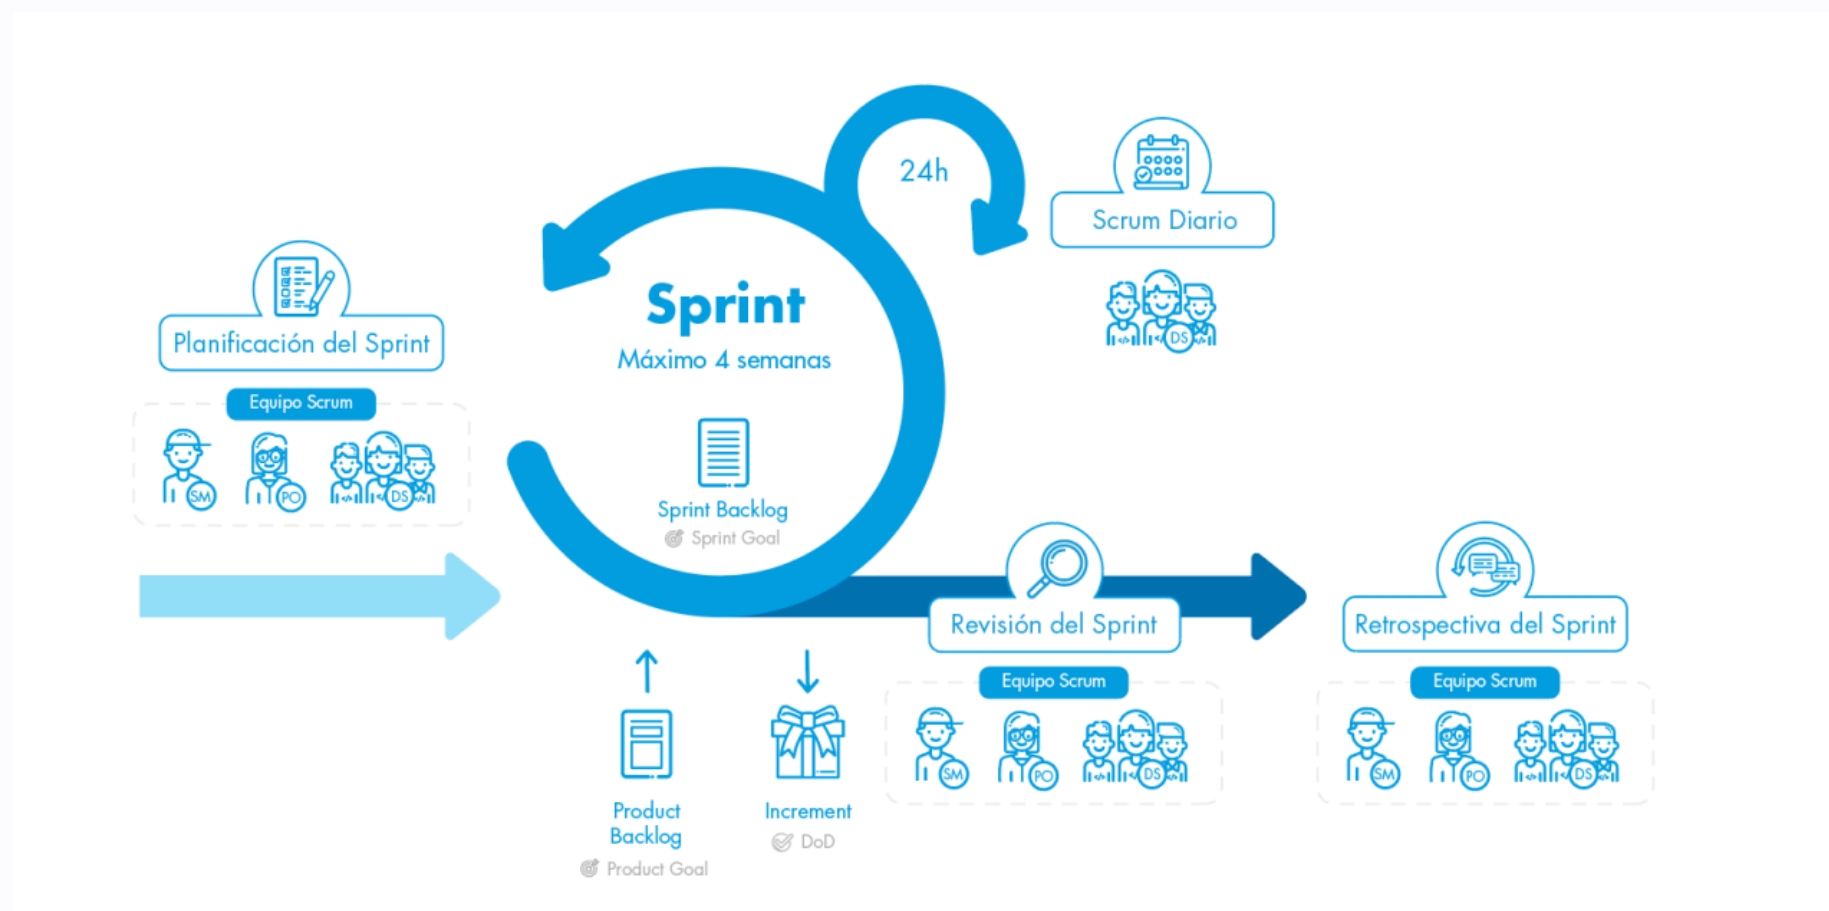 24h
Scrum Diario
DS
Sprint
Máximo 4 semanas
Planificación del Sprint
Equipo Scrum
SM
PO
DS
Sprint Backlog
Sprint Goal
Revisión del Sprint
Equipo Scrum
SM
PO
DS
Retrospectiva del Sprint
Equipo Scrum
SM
PO
DS
Product
Backlog
Product Goal
Increment
DoD